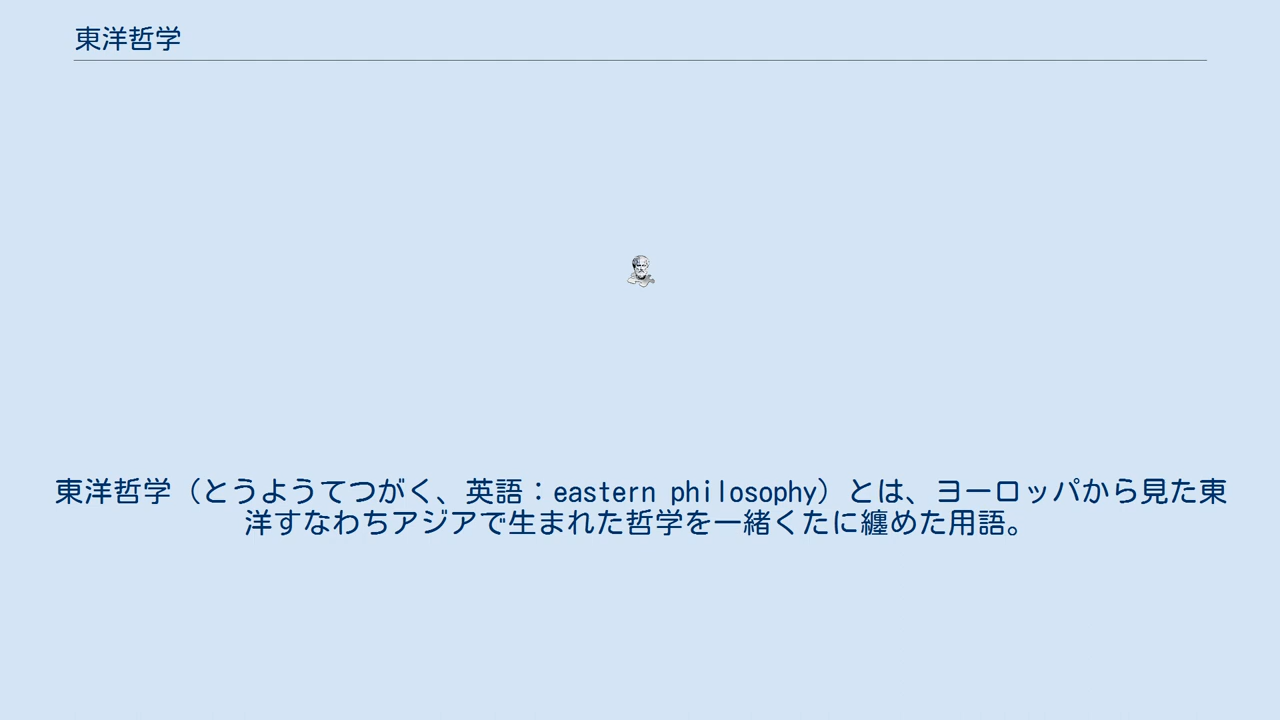 東洋哲学
東洋哲学（とうようてつがく、英語：eastern philosophy）とは、ヨーロッパから見た東
洋すなわちアジアで生まれた哲学を一緒くたに纏めた用語。